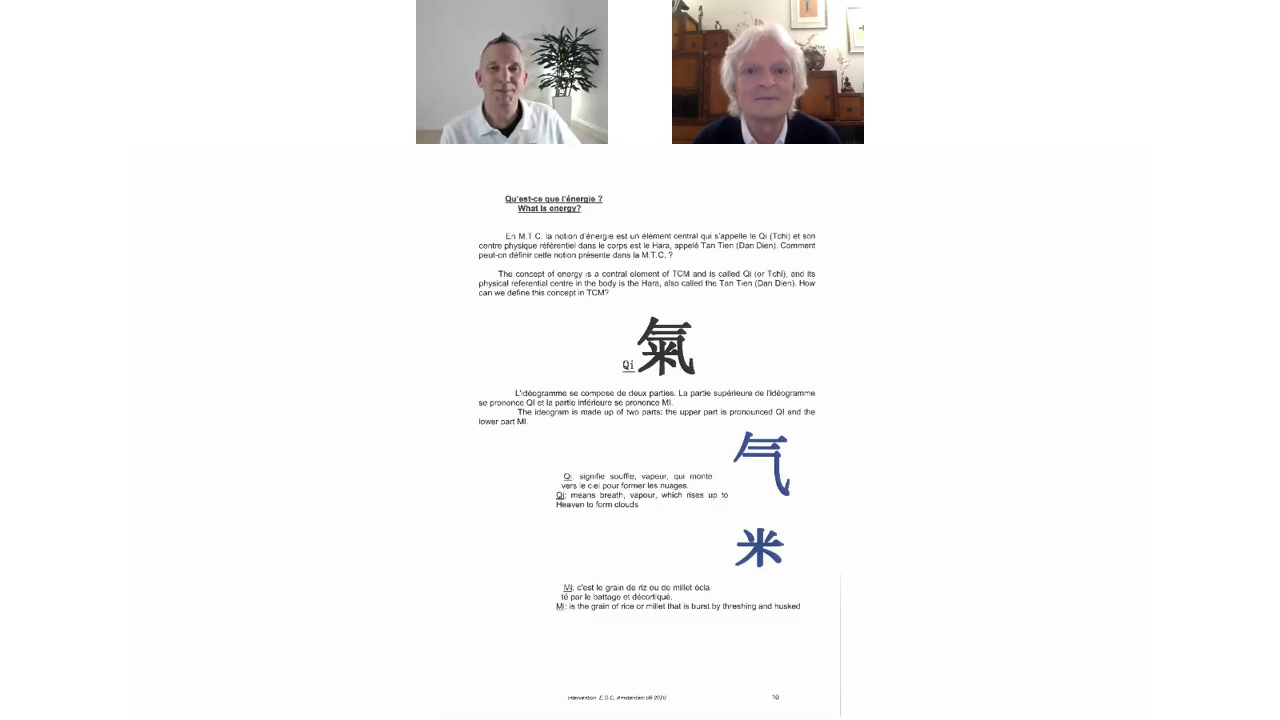 Qu'est-ce que l'énergie ?
What is energy?
En M.T C. la notion d'énergie est un élément central qui s'appelle le Qi (Tchi) et son
centre physique référentiel dans le corps est le Hara, appelé Tan Tien (Dan Dien). Comment
peut-on définir cette notion présente dans la M.T.C. ?
The concept of energy is a central element of TCM and is called Qi (or Tchi), and its
physical referential centre in the body is the Hara, also called the Tan Tien (Dan Dien). How
can we define this concept in TCM?
Qi 氣
L'idéogramme se compose de deux parties. La partie supérieure de l'idéogramme
se prononce QI et la partie inférieure se prononce MI.
The ideogram is made up of two parts: the upper part is pronounced QI and the
lower part MI.
气
Qi: signifie souffle, vapeur, qui monte
vers le ciel pour former les nuages.
Qi: means breath, vapour, which rises up to
Heaven to form clouds
米
Mi: c'est le grain de riz ou de millet écla-
té par le battage et décortiqué.
Mi: is the grain of rice or millet that is burst by threshing and husked
Intervention E.S.C. Amsterdam 09 2020
10